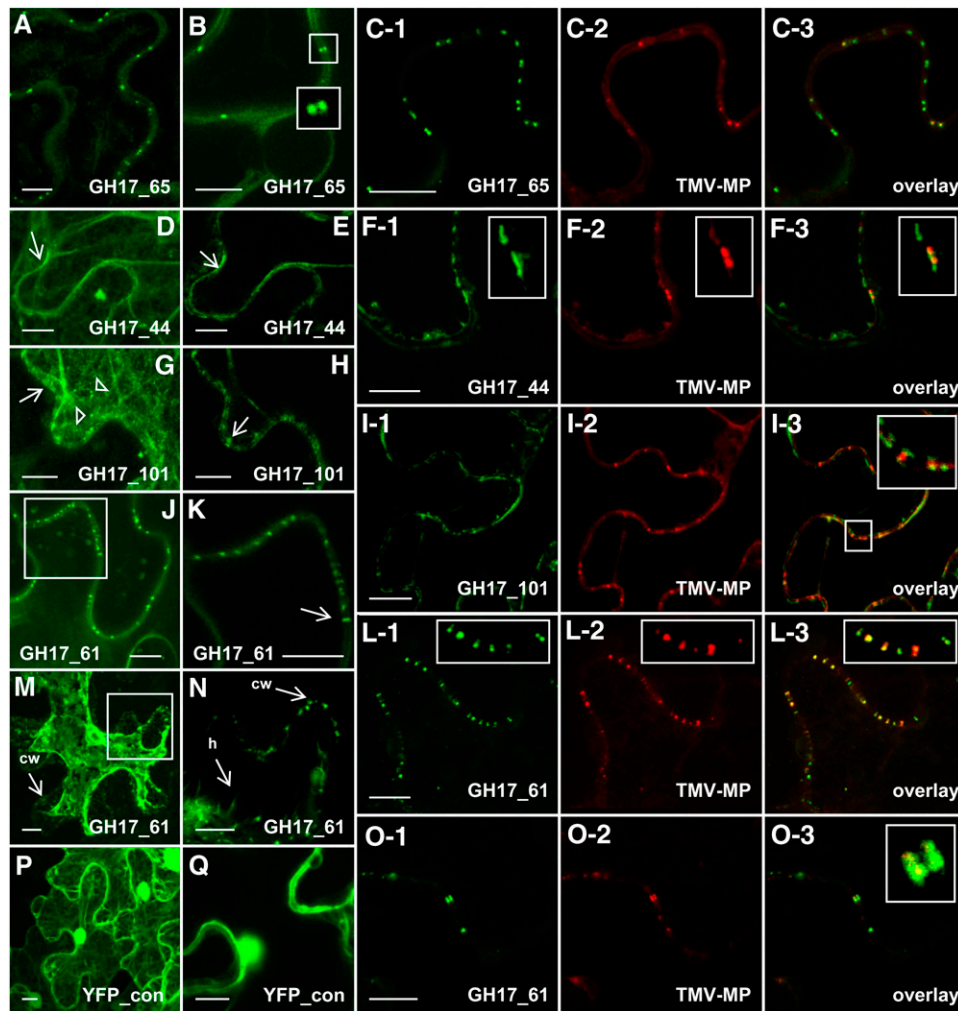 A
GH17_65
B
GH17_65
C-1
GH17_65
C-2
TMV-MP
C-3
overlay
D
GH17_44
E
GH17_44
F-1
GH17_44
F-2
TMV-MP
F-3
overlay
G
GH17_101
H
GH17_101
I-1
GH17_101
I-2
TMV-MP
I-3
overlay
J
GH17_61
K
GH17_61
L-1
GH17_61
L-2
TMV-MP
L-3
overlay
M
cw
GH17_61
N
cw
h
GH17_61
O-1
GH17_61
O-2
TMV-MP
O-3
overlay
P
YFP_con
Q
YFP_con